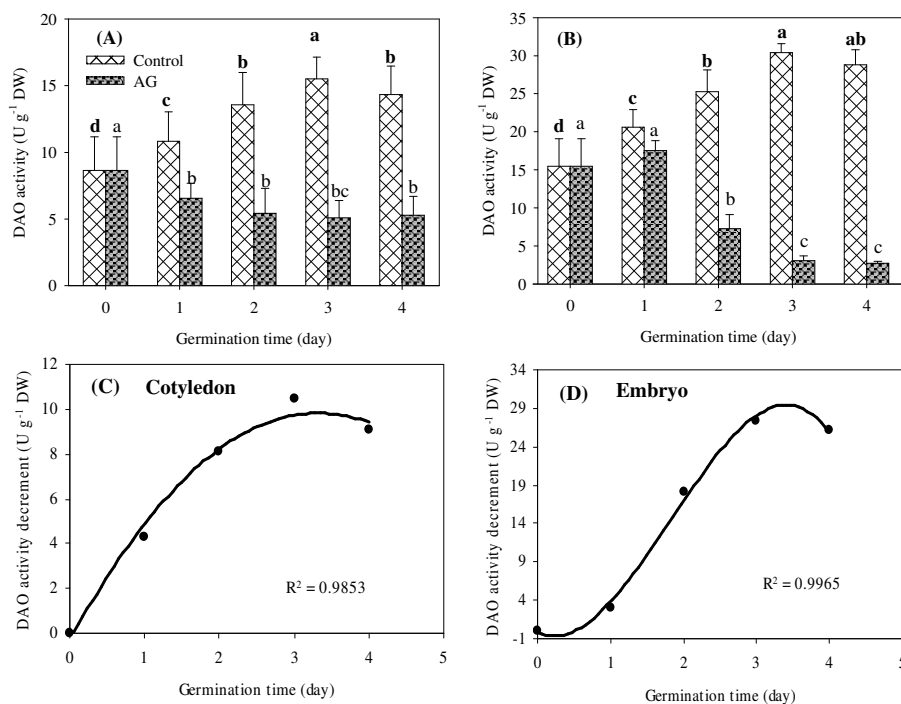 (A)
Control
AG
DAO activity (U g⁻¹ DW)
20
15
10
5
0
d a
c b
b b
a bc
b b
0 1 2 3 4
Germination time (day)
(B)
DAO activity (U g⁻¹ DW)
35
30
25
20
15
10
5
0
d a
c a
b b
a c
ab c
0 1 2 3 4
Germination time (day)
(C) Cotyledon
DAO activity decrement (U g⁻¹ DW)
12
10
8
6
4
2
0
R² = 0.9853
0 1 2 3 4 5
Germination time (day)
(D) Embryo
DAO activity decrement (U g⁻¹ DW)
34
29
24
19
14
9
4
-1
R² = 0.9965
0 1 2 3 4 5
Germination time (day)